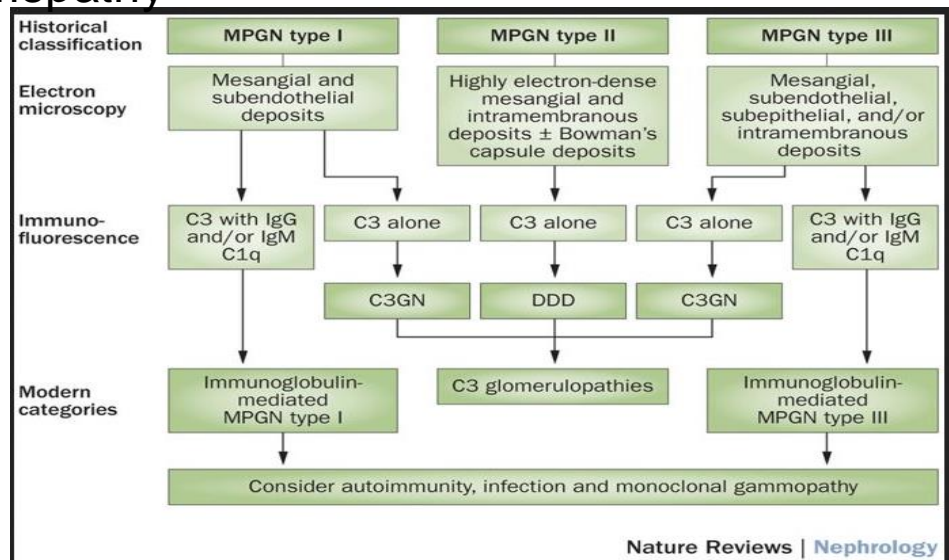 Historical
classification
MPGN type I
MPGN type II
MPGN type III
Electron
microscopy
Mesangial and
subendothelial
deposits
Highly electron-dense
mesangial and
intramembranous
deposits ± Bowman's
capsule deposits
Mesangial,
subendothelial,
subepithelial, and/or
intramembranous
deposits
Immuno-
fluorescence
C3 with IgG
and/or IgM
C1q
C3 alone
C3 alone
C3 alone
C3 with IgG
and/or IgM
C1q
C3GN
DDD
C3GN
Modern
categories
Immunoglobulin-
mediated
MPGN type I
C3 glomerulopathies
Immunoglobulin-
mediated
MPGN type III
Consider autoimmunity, infection and monoclonal gammopathy
Nature Reviews | Nephrology